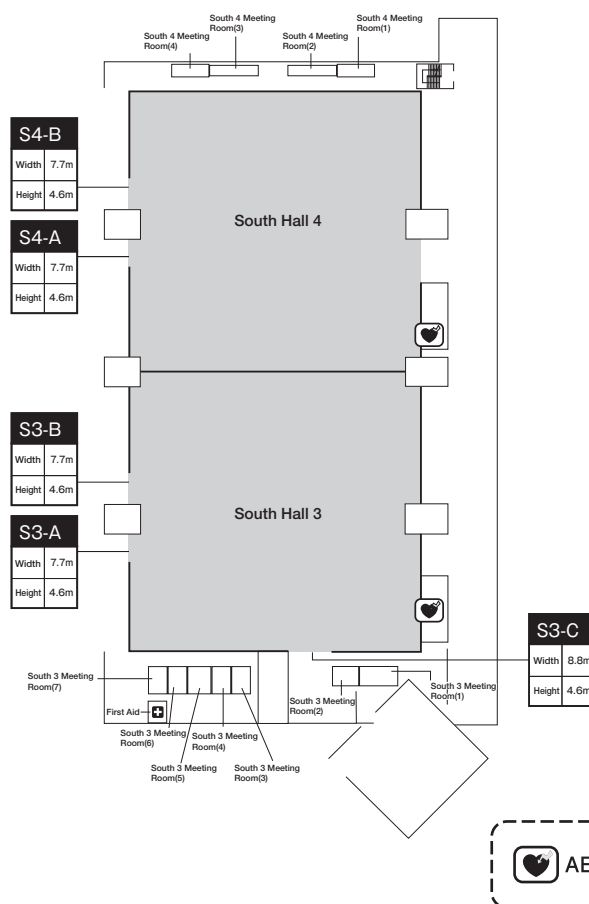 South 4 Meeting
Room(3)
South 4 Meeting
Room(1)
South 4 Meeting
Room(4)
South 4 Meeting
Room(2)
S4-B
Width 7.7m
Height 4.6m
South Hall 4
S4-A
Width 7.7m
Height 4.6m
S3-B
Width 7.7m
Height 4.6m
South Hall 3
S3-A
Width 7.7m
Height 4.6m
S3-C
Width 8.8m
Height 4.6m
South 3 Meeting
Room(7)
South 3 Meeting
Room(1)
South 3 Meeting
Room(2)
First Aid
South 3 Meeting
Room(6)
South 3 Meeting
Room(4)
South 3 Meeting
Room(5)
South 3 Meeting
Room(3)